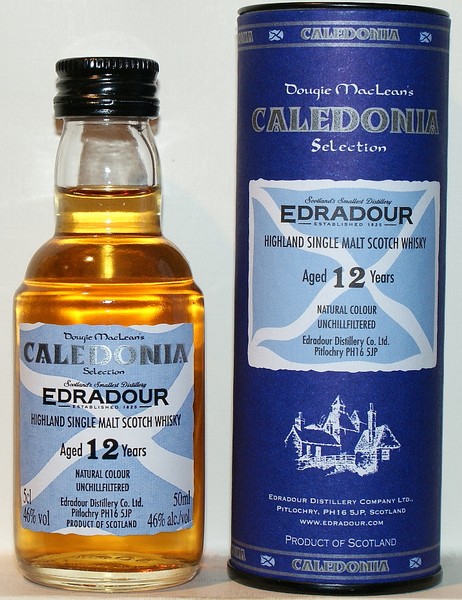 Dougie MacLean's
CALEDONIA
Selection
Scotland's Smallest Distillery
EDRADOUR
ESTABLISHED 1825
HIGHLAND SINGLE MALT SCOTCH WHISKY
Aged 12 Years
NATURAL COLOUR
UNCHILLFILTERED
5cl
50ml
Edradour Distillery Co. Ltd.
Pitlochry PH16 5JP
46% vol
46% alc./vol
PRODUCT OF SCOTLAND
CALEDONIA
Dougie MacLean's
CALEDONIA
Selection
Scotland's Smallest Distillery
EDRADOUR
ESTABLISHED 1825
HIGHLAND SINGLE MALT SCOTCH WHISKY
Aged 12 Years
NATURAL COLOUR
UNCHILLFILTERED
Edradour Distillery Co. Ltd.
Pitlochry PH16 5JP
EDRADOUR DISTILLERY COMPANY LTD.,
PITLOCHRY, PH16 5JP, SCOTLAND
WWW.EDRADOUR.COM
PRODUCT OF SCOTLAND
CALEDONIA